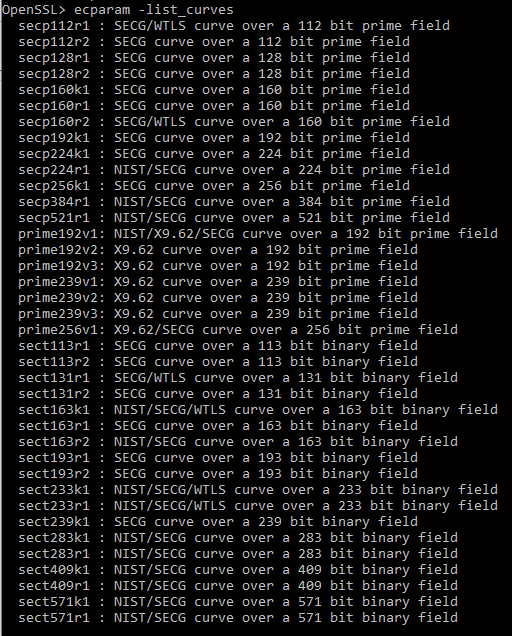 OpenSSL> ecparam -list_curves
secp112r1 : SECG/WTLS curve over a 112 bit prime field
secp112r2 : SECG curve over a 112 bit prime field
secp128r1 : SECG curve over a 128 bit prime field
secp128r2 : SECG curve over a 128 bit prime field
secp160k1 : SECG curve over a 160 bit prime field
secp160r1 : SECG curve over a 160 bit prime field
secp160r2 : SECG/WTLS curve over a 160 bit prime field
secp192k1 : SECG curve over a 192 bit prime field
secp224k1 : SECG curve over a 224 bit prime field
secp224r1 : NIST/SECG curve over a 224 bit prime field
secp256k1 : SECG curve over a 256 bit prime field
secp384r1 : NIST/SECG curve over a 384 bit prime field
secp521r1 : NIST/SECG curve over a 521 bit prime field
prime192v1: NIST/X9.62/SECG curve over a 192 bit prime field
prime192v2: X9.62 curve over a 192 bit prime field
prime192v3: X9.62 curve over a 192 bit prime field
prime239v1: X9.62 curve over a 239 bit prime field
prime239v2: X9.62 curve over a 239 bit prime field
prime239v3: X9.62 curve over a 239 bit prime field
prime256v1: X9.62/SECG curve over a 256 bit prime field
sect113r1 : SECG curve over a 113 bit binary field
sect113r2 : SECG curve over a 113 bit binary field
sect131r1 : SECG/WTLS curve over a 131 bit binary field
sect131r2 : SECG curve over a 131 bit binary field
sect163k1 : NIST/SECG/WTLS curve over a 163 bit binary field
sect163r1 : SECG curve over a 163 bit binary field
sect163r2 : NIST/SECG curve over a 163 bit binary field
sect193r1 : SECG curve over a 193 bit binary field
sect193r2 : SECG curve over a 193 bit binary field
sect233k1 : NIST/SECG/WTLS curve over a 233 bit binary field
sect233r1 : NIST/SECG/WTLS curve over a 233 bit binary field
sect239k1 : SECG curve over a 239 bit binary field
sect283k1 : NIST/SECG curve over a 283 bit binary field
sect283r1 : NIST/SECG curve over a 283 bit binary field
sect409k1 : NIST/SECG curve over a 409 bit binary field
sect409r1 : NIST/SECG curve over a 409 bit binary field
sect571k1 : NIST/SECG curve over a 571 bit binary field
sect571r1 : NIST/SECG curve over a 571 bit binary field